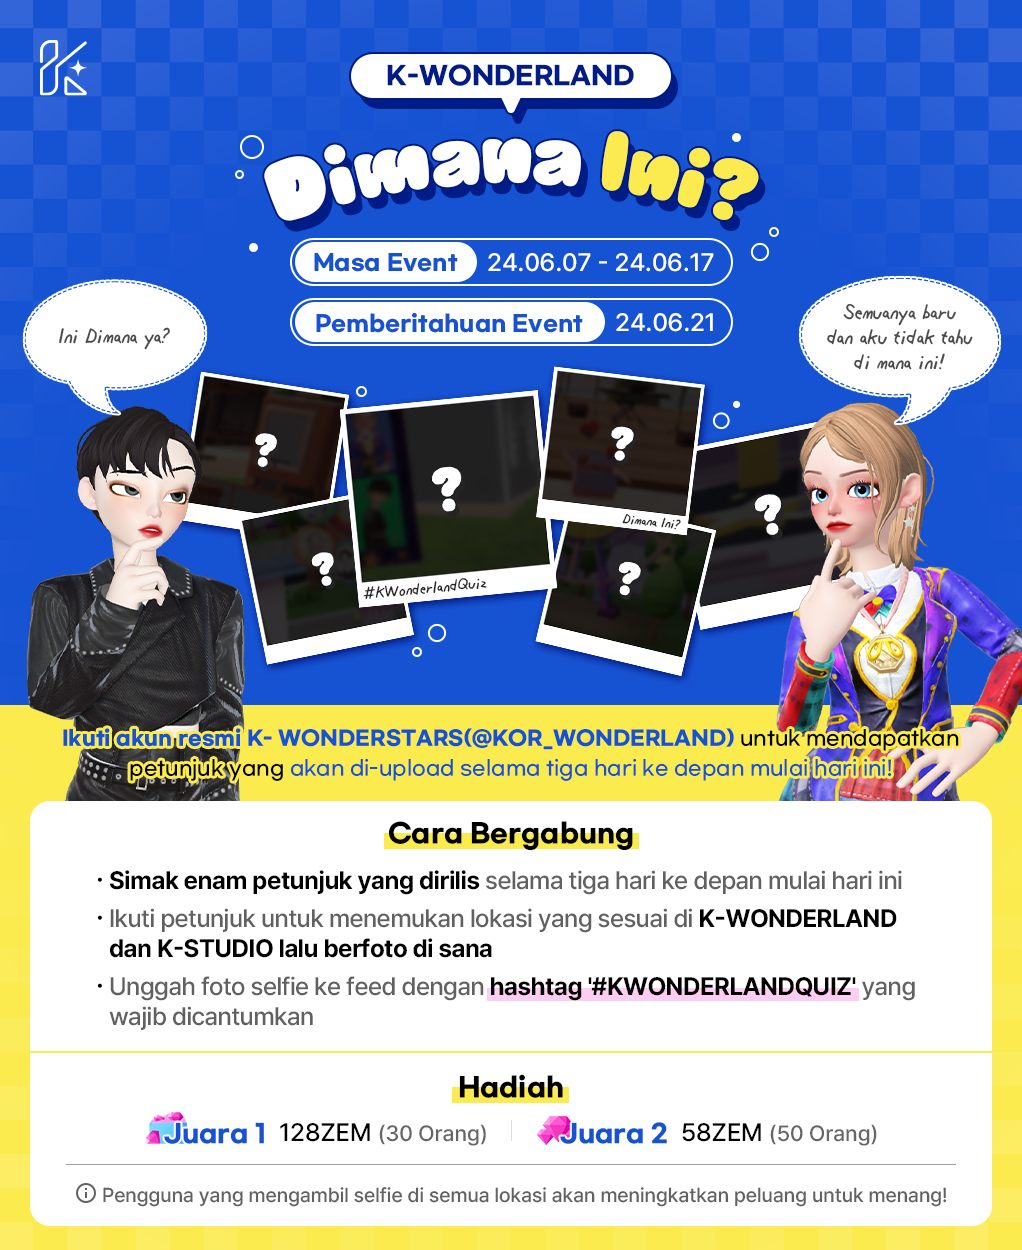 K-WONDERLAND
Dimana Ini?
Masa Event 24.06.07 - 24.06.17
Pemberitahuan Event 24.06.21
Ini Dimana ya?
Semuanya baru
dan aku tidak tahu
di mana ini!
?
?
?
?
?
?
Dimana Ini?
#KWonderlandQuiz
Ikuti akun resmi K- WONDERSTARS(@KOR_WONDERLAND) untuk mendapatkan
petunjuk yang akan di-upload selama tiga hari ke depan mulai hari ini!
Cara Bergabung
· Simak enam petunjuk yang dirilis selama tiga hari ke depan mulai hari ini
· Ikuti petunjuk untuk menemukan lokasi yang sesuai di K-WONDERLAND
dan K-STUDIO lalu berfoto di sana
· Unggah foto selfie ke feed dengan hashtag '#KWONDERLANDQUIZ' yang
wajib dicantumkan
Hadiah
Juara 1 128ZEM (30 Orang)
Juara 2 58ZEM (50 Orang)
Pengguna yang mengambil selfie di semua lokasi akan meningkatkan peluang untuk menang!